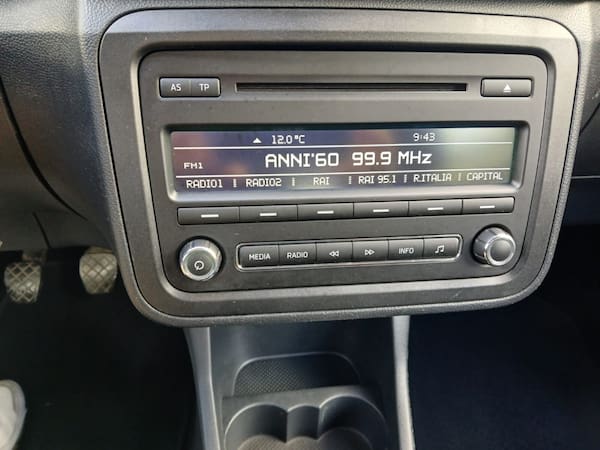 AS TP
12.0°C 9:43
FM1 ANNI'60 99.9 MHz
RADIO1 RADIO2 RAI RAI 95.1 R.ITALIA CAPITAL
MEDIA RADIO INFO